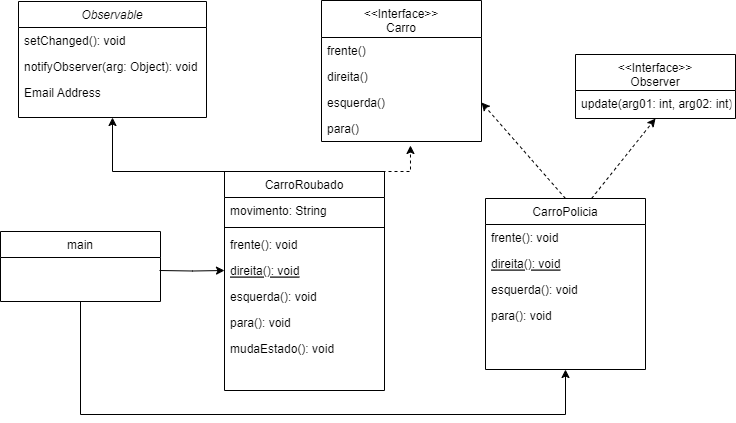 Observable
setChanged(): void
notifyObserver(arg: Object): void
Email Address
<<Interface>>
Carro
frente()
direita()
esquerda()
para()
<<Interface>>
Observer
update(arg01: int, arg02: int)
CarroRoubado
movimento: String
frente(): void
direita(): void
esquerda(): void
para(): void
mudaEstado(): void
CarroPolicia
frente(): void
direita(): void
esquerda(): void
para(): void
main